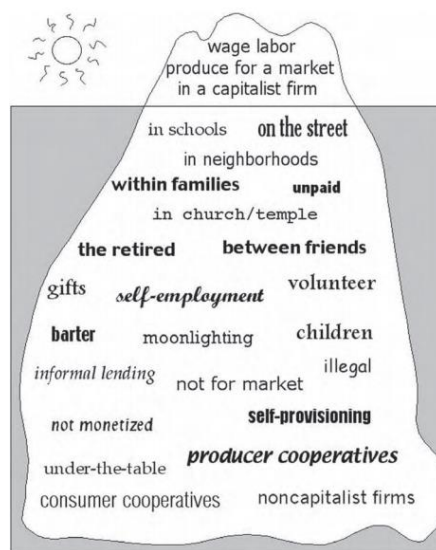 wage labor
produce for a market
in a capitalist firm
in schools on the street
in neighborhoods
within families unpaid
in church/temple
the retired between friends
gifts self-employment volunteer
barter moonlighting children
informal lending illegal
not for market
not monetized self-provisioning
under-the-table producer cooperatives
consumer cooperatives noncapitalist firms